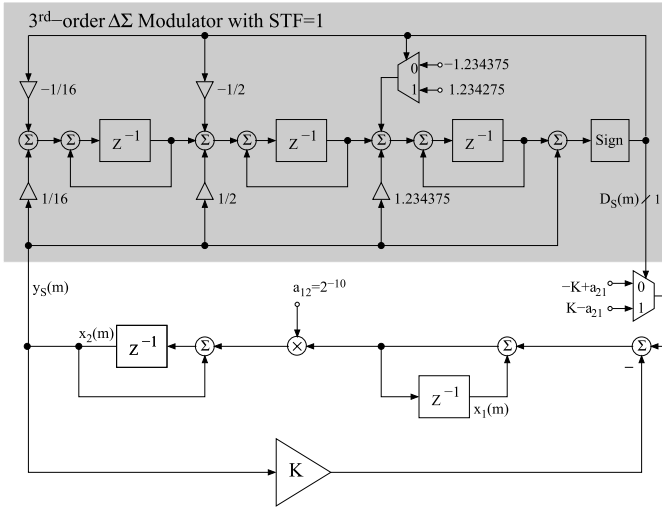 3rd−order ΔΣ Modulator with STF=1
−1/16
−1/2
0
−1.234375
1
1.234275
Σ
Σ
z−1
Σ
Σ
z−1
Σ
Σ
z−1
Σ
Sign
1/16
1/2
1.234375
DS(m)
1
yS(m)
a12=2−10
−K+a21
0
K−a21
1
x2(m)
z−1
Σ
×
Σ
Σ
−
z−1
x1(m)
K